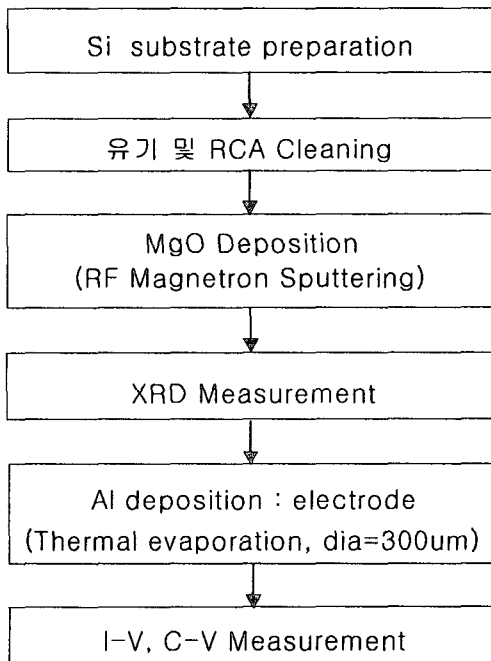 Si substrate preparation
유기 및 RCA Cleaning
MgO Deposition
(RF Magnetron Sputtering)
XRD Measurement
Al deposition : electrode
(Thermal evaporation, dia=300um)
I-V, C-V Measurement